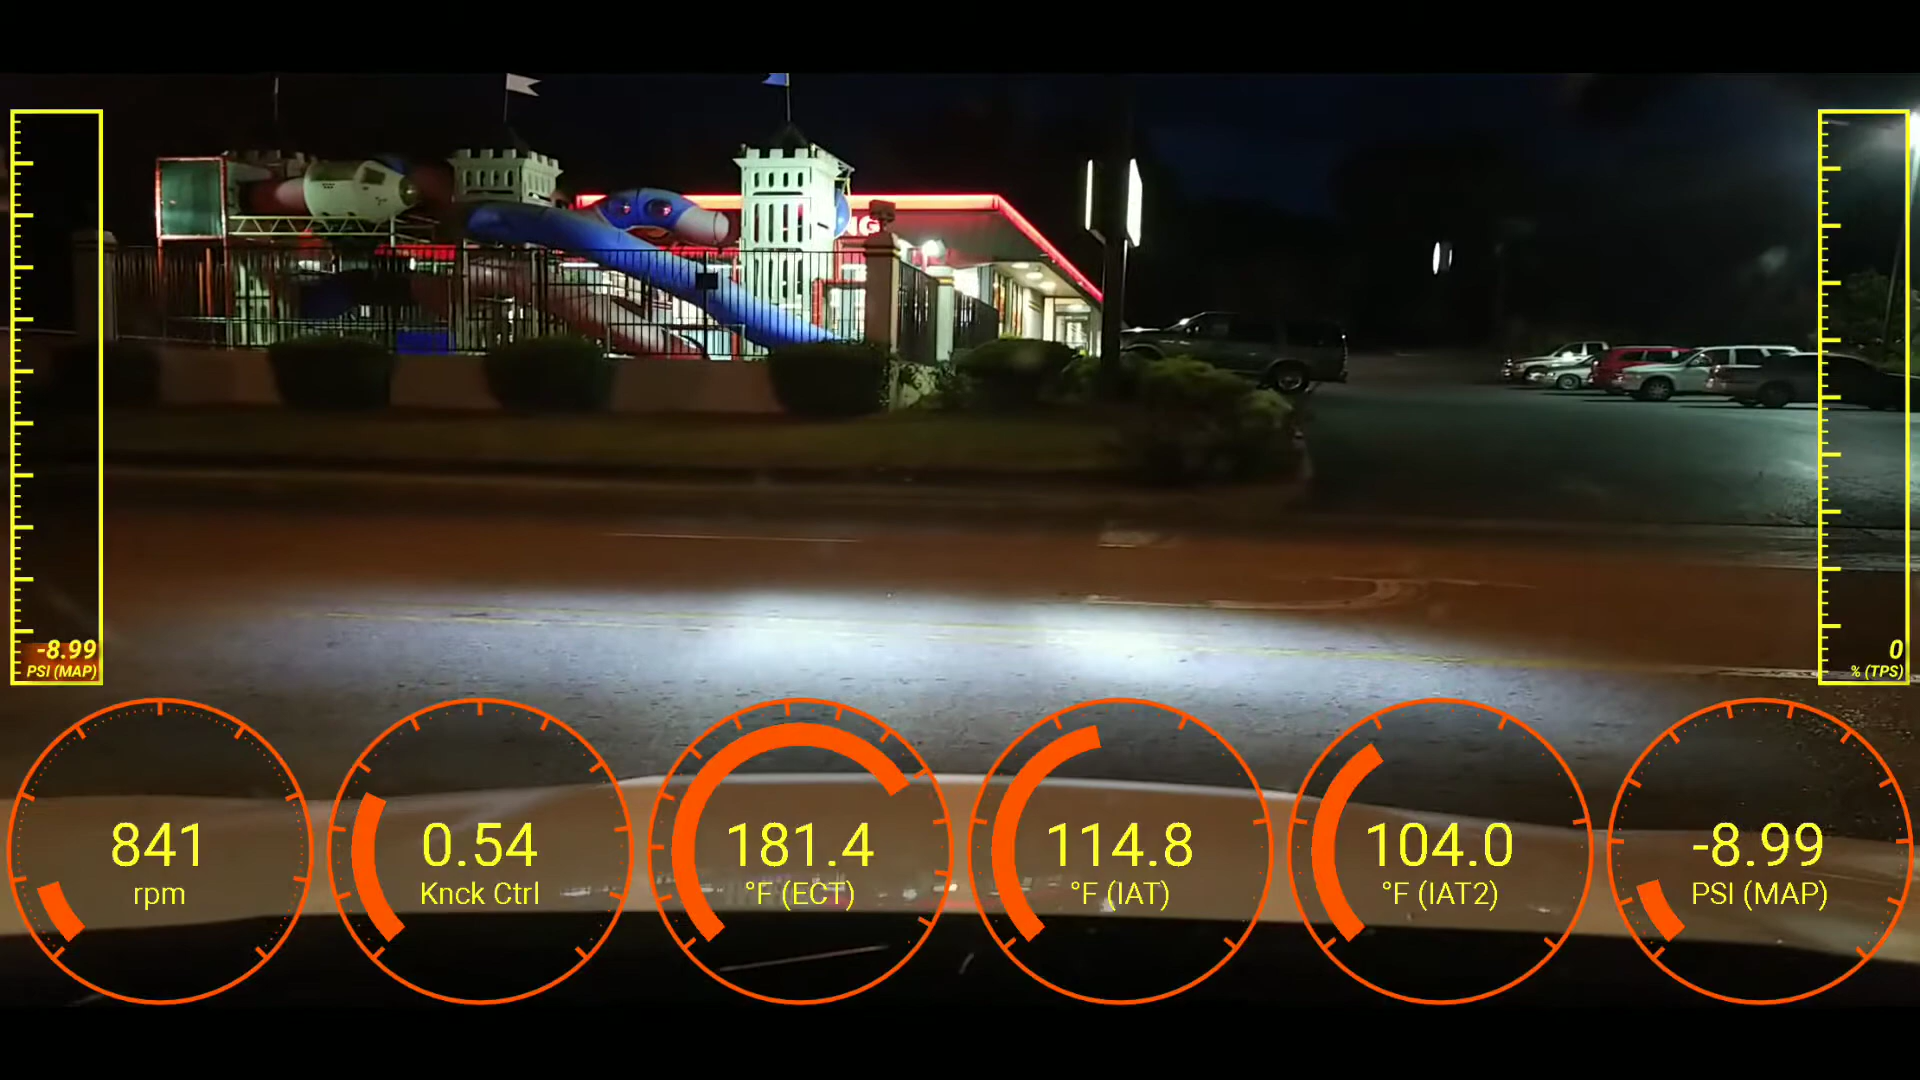 NG
-8.99
PSI (MAP)
0
% (TPS)
841
rpm
0.54
Knck Ctrl
181.4
°F (ECT)
114.8
°F (IAT)
104.0
°F (IAT2)
-8.99
PSI (MAP)